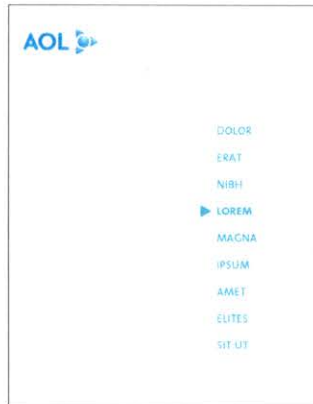 AOL
DOLOR
ERAT
NIBH
LOREM
MAGNA
IPSUM
AMET
ELITES
SIT UT